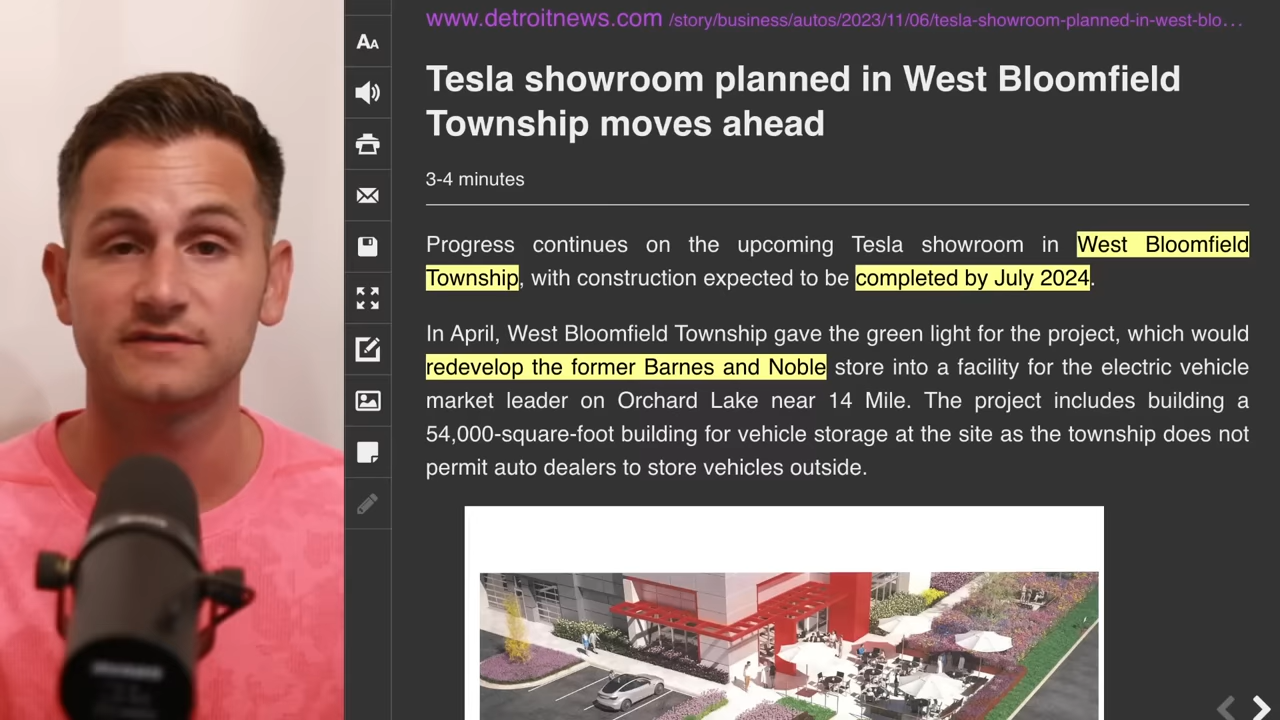 www.detroitnews.com /story/business/autos/2023/11/06/tesla-showroom-planned-in-west-blo…
Tesla showroom planned in West Bloomfield
Township moves ahead
3-4 minutes
Progress continues on the upcoming Tesla showroom in West Bloomfield
Township, with construction expected to be completed by July 2024.
In April, West Bloomfield Township gave the green light for the project, which would
redevelop the former Barnes and Noble store into a facility for the electric vehicle
market leader on Orchard Lake near 14 Mile. The project includes building a
54,000-square-foot building for vehicle storage at the site as the township does not
permit auto dealers to store vehicles outside.
AA